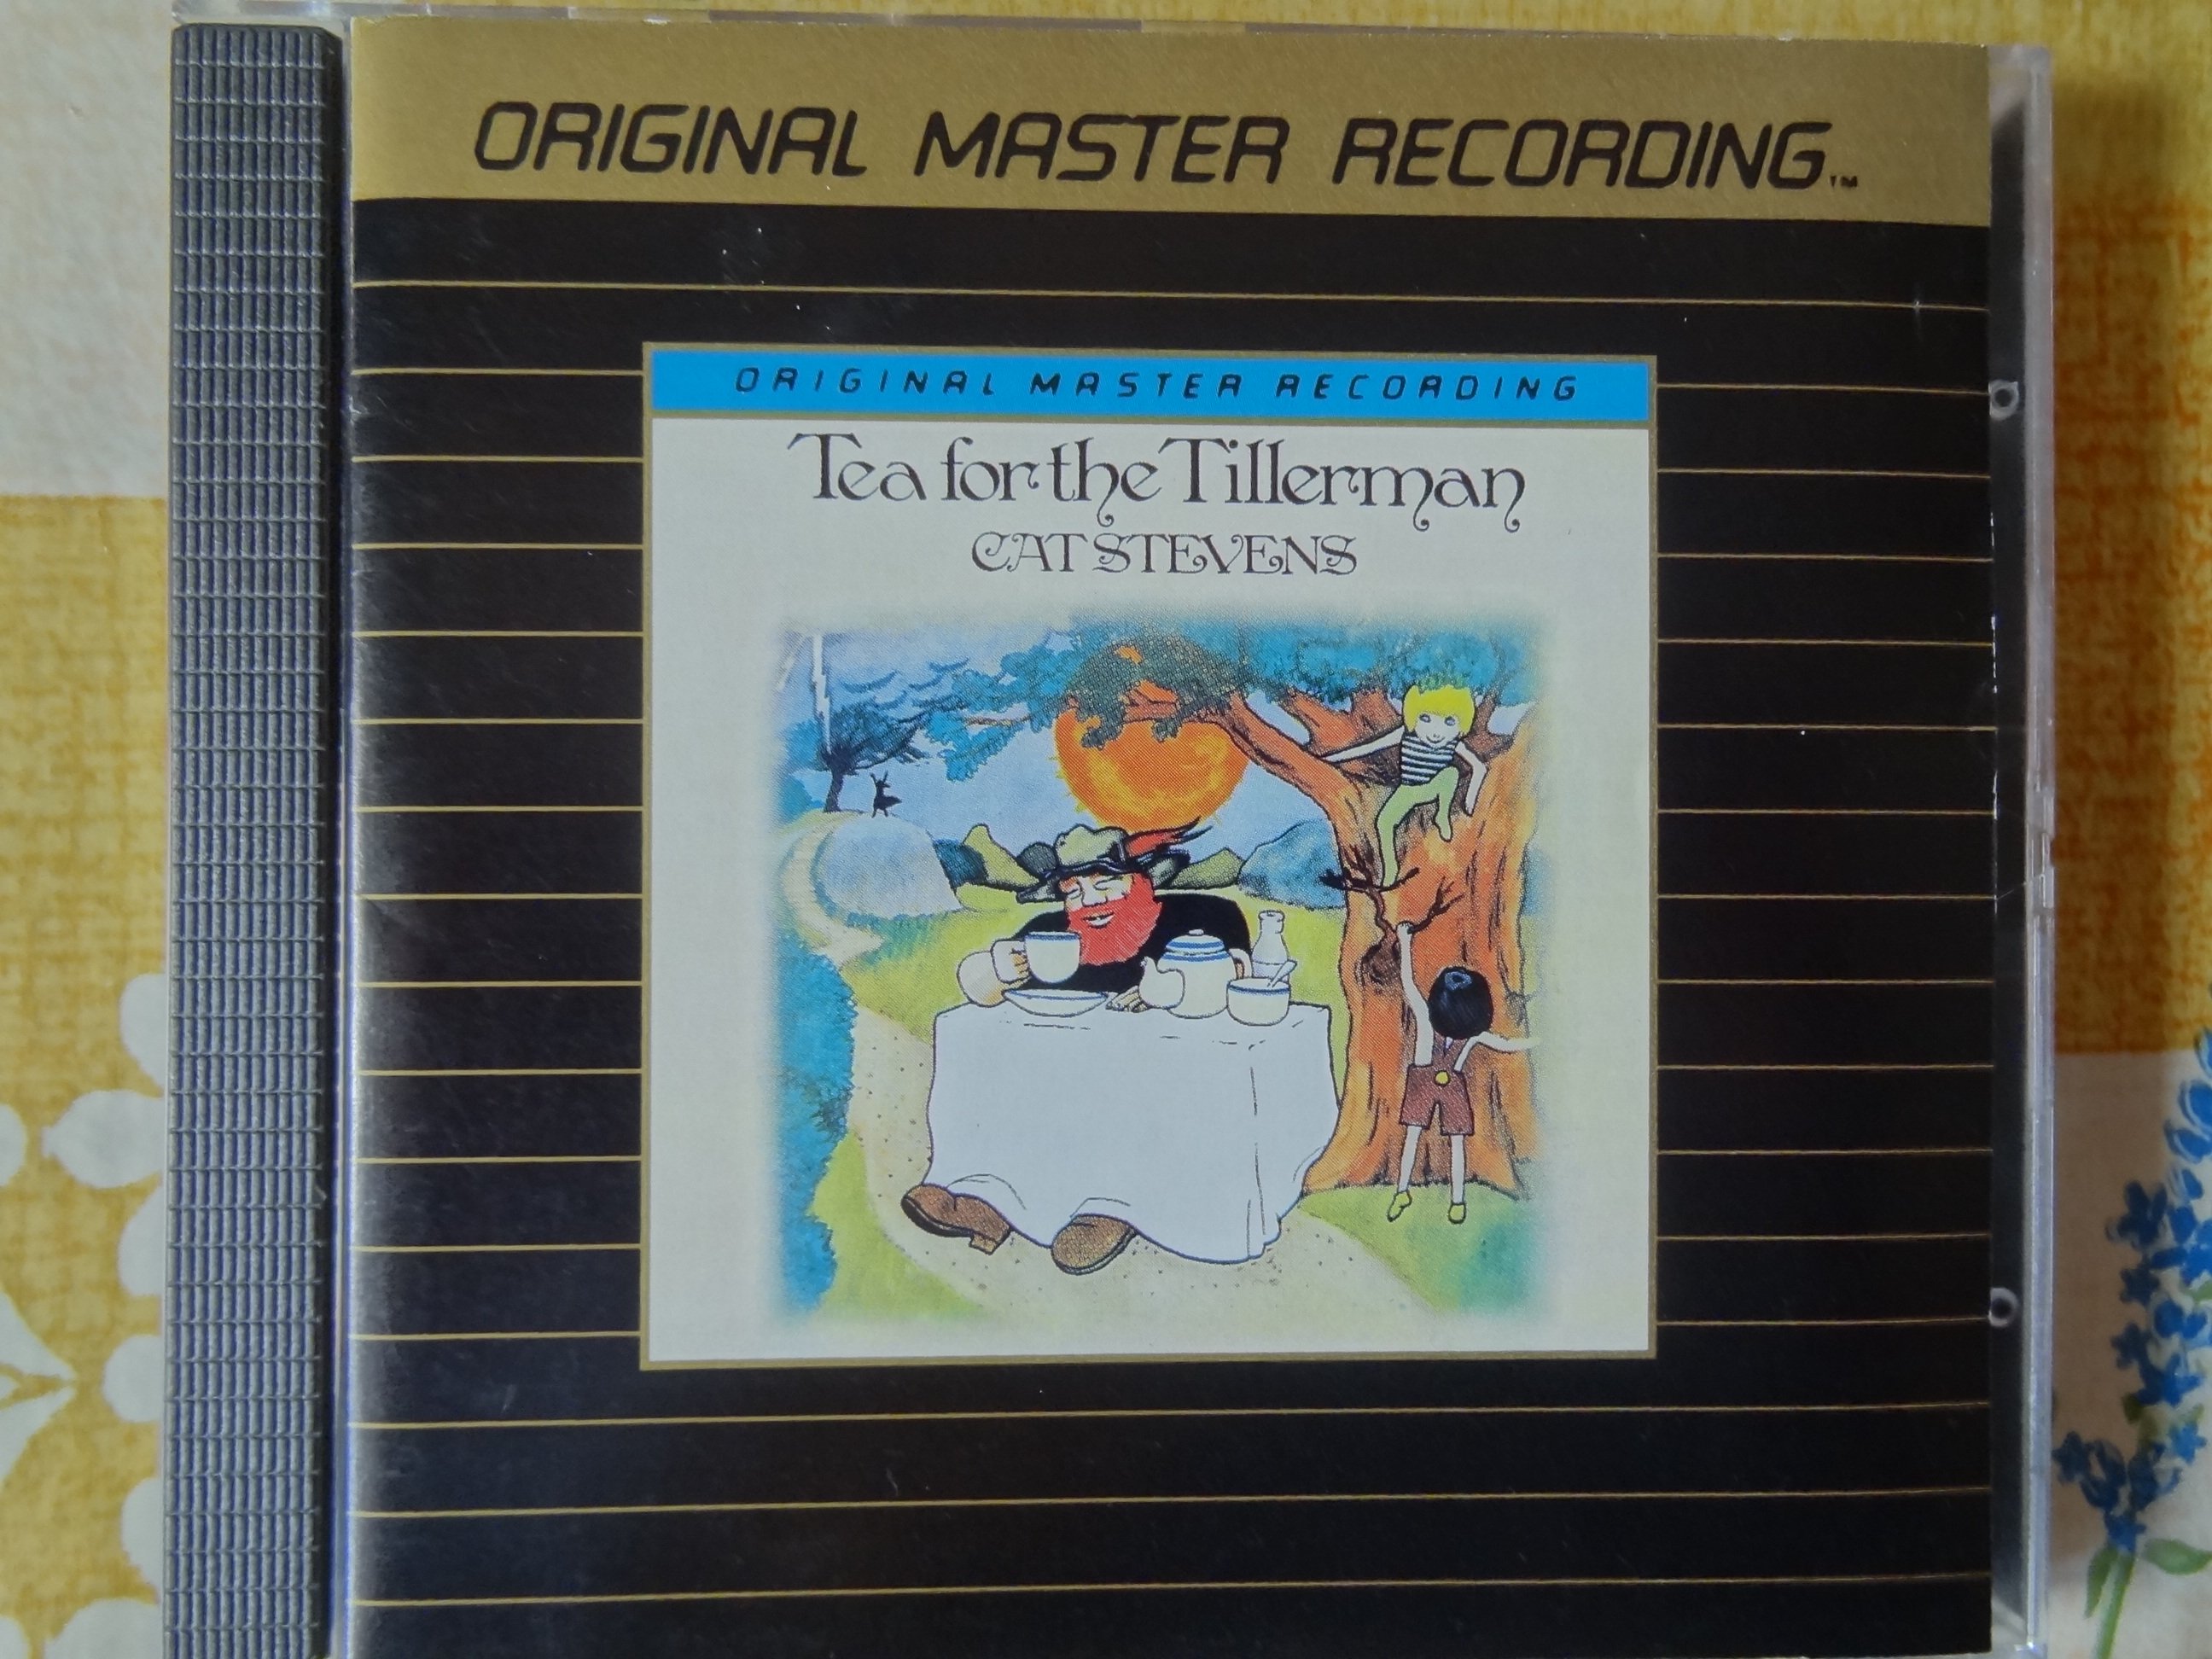 ORIGINAL MASTER RECORDING™
ORIGINAL MASTER RECORDING
Tea for the Tillerman
CAT STEVENS